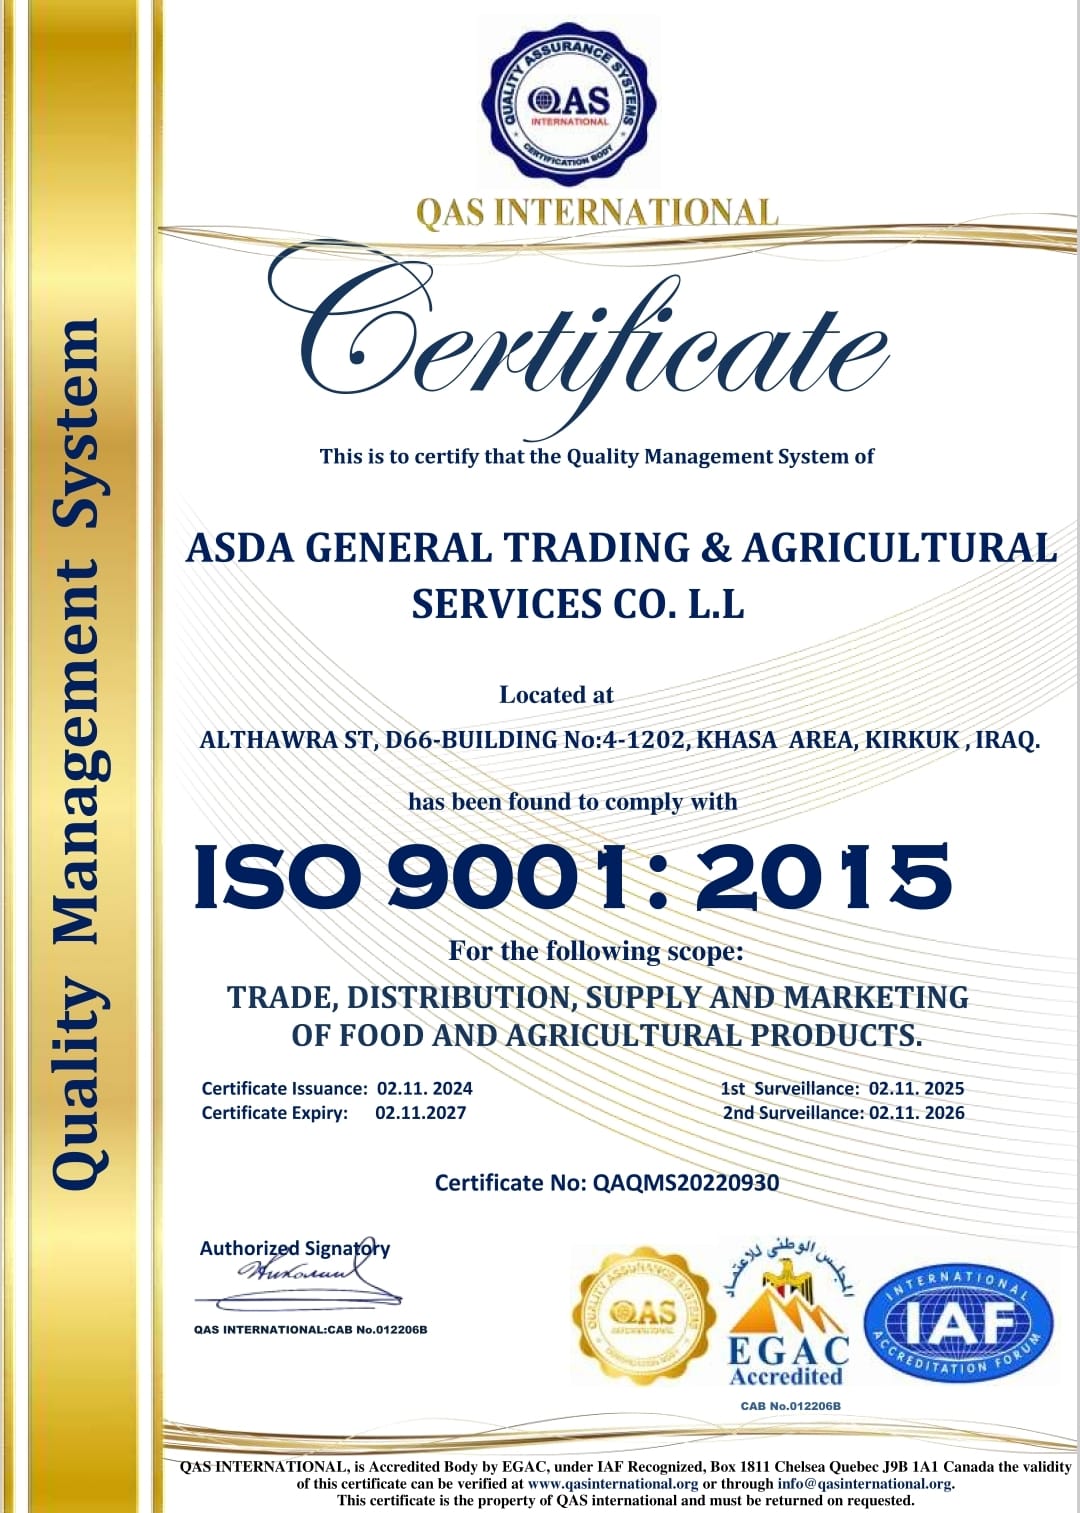 QUALITY ASSURANCE SYSTEMS
QAS
INTERNATIONAL
CERTIFICATION BODY
QAS INTERNATIONAL
Certificate
This is to certify that the Quality Management System of
ASDA GENERAL TRADING & AGRICULTURAL
SERVICES CO. L.L
Located at
ALTHAWRA ST, D66-BUILDING No:4-1202, KHASA AREA, KIRKUK , IRAQ.
has been found to comply with
ISO 9001: 2015
For the following scope:
TRADE, DISTRIBUTION, SUPPLY AND MARKETING
OF FOOD AND AGRICULTURAL PRODUCTS.
Certificate Issuance: 02.11. 2024
Certificate Expiry: 02.11.2027
1st Surveillance: 02.11. 2025
2nd Surveillance: 02.11. 2026
Certificate No: QAQMS20220930
Authorized Signatory
QAS INTERNATIONAL:CAB No.012206B
QUALITY ASSURANCE SYSTEMS
QAS
INTERNATIONAL
CERTIFICATION BODY
المجلس الوطنى للاعتماد
EGAC
Accredited
CAB No.012206B
INTERNATIONAL
IAF
ACCREDITATION FORUM
QAS INTERNATIONAL, is Accredited Body by EGAC, under IAF Recognized, Box 1811 Chelsea Quebec J9B 1A1 Canada the validity
of this certificate can be verified at www.qasinternational.org or through info@qasinternational.org.
This certificate is the property of QAS international and must be returned on requested.
Quality Management System